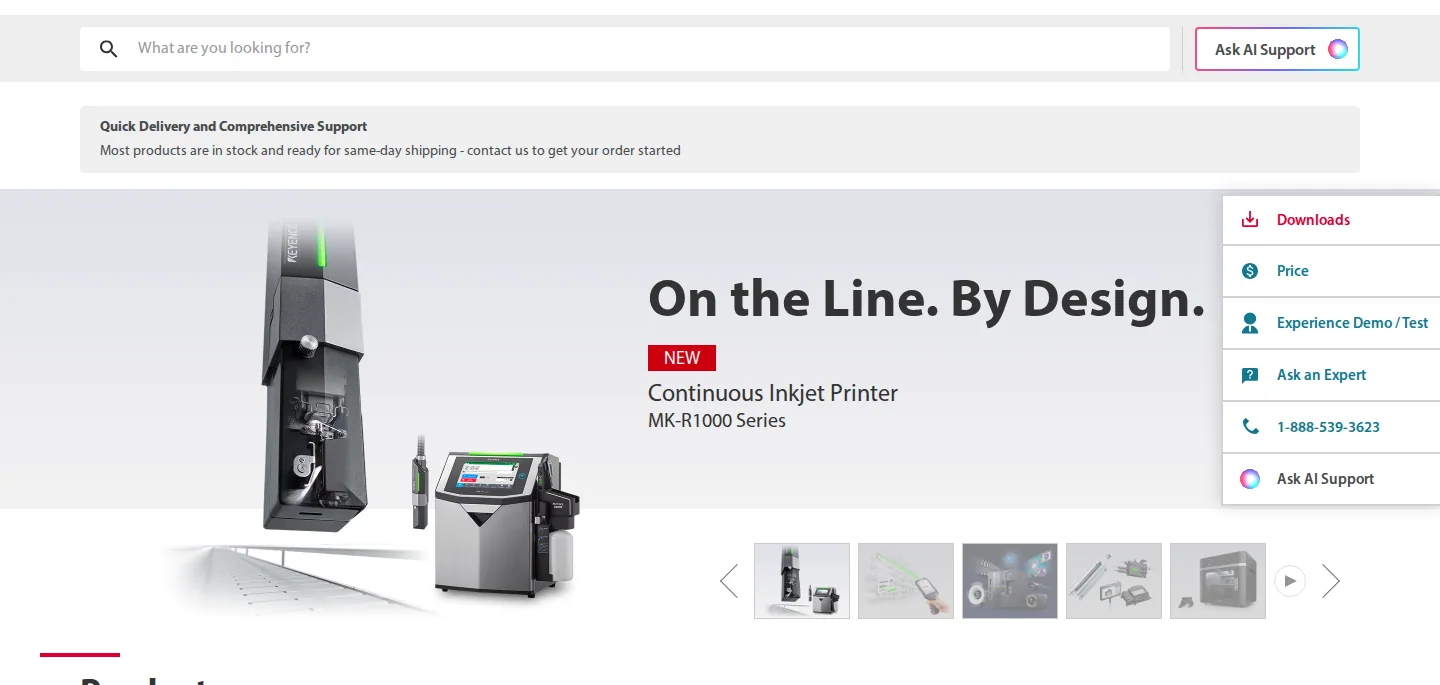 What are you looking for?
Ask AI Support
Quick Delivery and Comprehensive Support
Most products are in stock and ready for same-day shipping - contact us to get your order started
KEYENCE
On the Line. By Design.
NEW
Continuous Inkjet Printer
MK-R1000 Series
Downloads
Price
Experience Demo / Test
Ask an Expert
1-888-539-3623
Ask AI Support